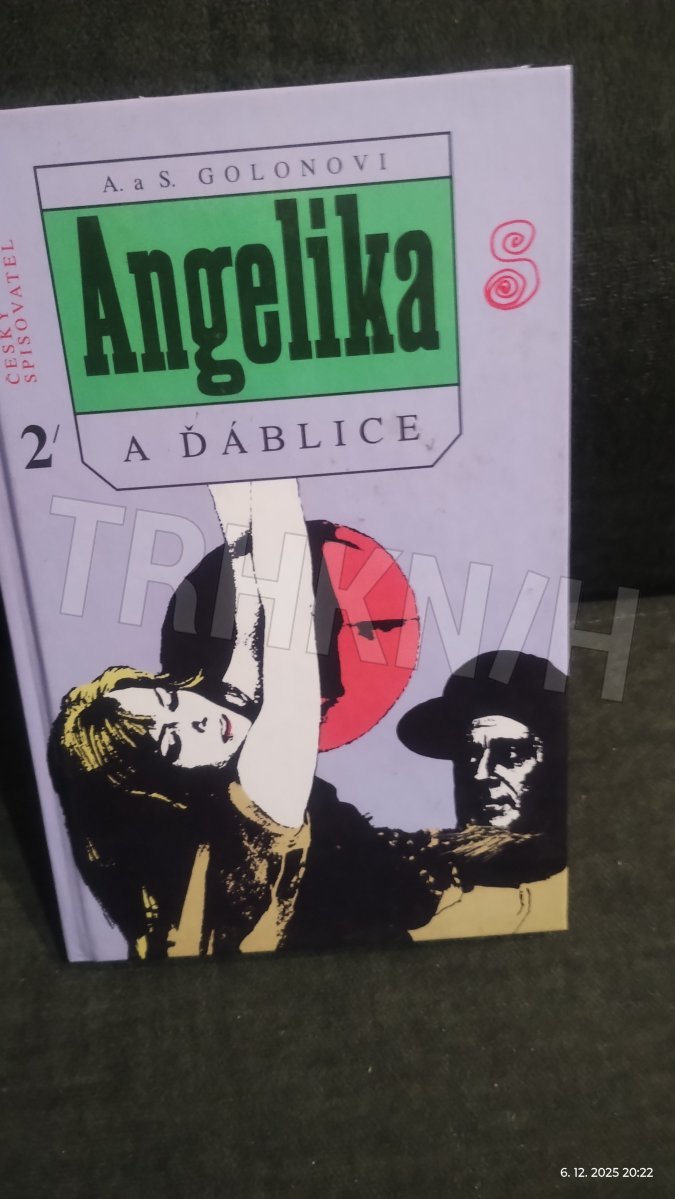 A. a S. GOLONOVI
Angelika
A ĎÁBLICE
ČESKÝ
SPISOVATEL
2
TRHKNIH
6. 12. 2025 20:22